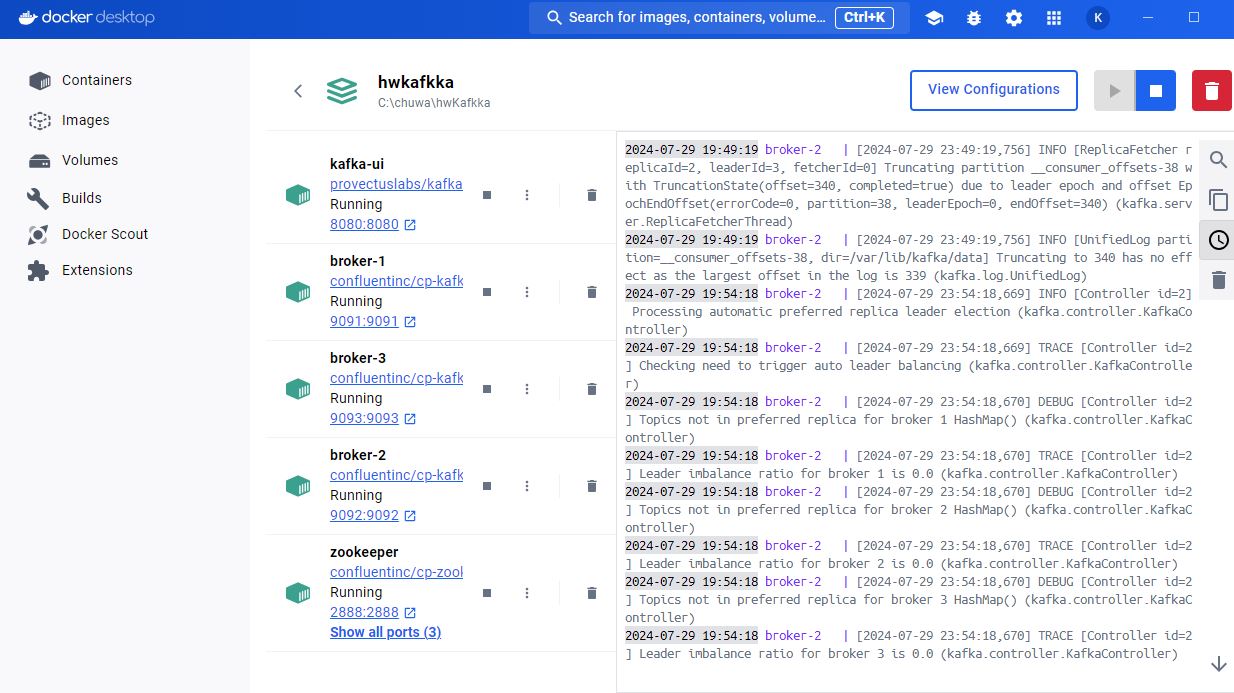 docker desktop
Search for images, containers, volume... Ctrl+K
K
Containers
Images
Volumes
Builds
Docker Scout
Extensions
hwkafkka
C:\chuwa\hwKafkka
View Configurations
kafka-ui
provectuslabs/kafka
Running
8080:8080
broker-1
confluentinc/cp-kafk
Running
9091:9091
broker-3
confluentinc/cp-kafk
Running
9093:9093
broker-2
confluentinc/cp-kafk
Running
9092:9092
zookeeper
confluentinc/cp-zool
Running
2888:2888
Show all ports (3)
2024-07-29 19:49:19 broker-2 | [2024-07-29 23:49:19,756] INFO [ReplicaFetcher r
eplicaId=2, leaderId=3, fetcherId=0] Truncating partition __consumer_offsets-38 w
ith TruncationState(offset=340, completed=true) due to leader epoch and offset Ep
ochEndOffset(errorCode=0, partition=38, leaderEpoch=0, endOffset=340) (kafka.serv
er.ReplicaFetcherThread)
2024-07-29 19:49:19 broker-2 | [2024-07-29 23:49:19,756] INFO [UnifiedLog parti
tion=__consumer_offsets-38, dir=/var/lib/kafka/data] Truncating to 340 has no eff
ect as the largest offset in the log is 339 (kafka.log.UnifiedLog)
2024-07-29 19:54:18 broker-2 | [2024-07-29 23:54:18,669] INFO [Controller id=2]
Processing automatic preferred replica leader election (kafka.controller.KafkaCo
ntroller)
2024-07-29 19:54:18 broker-2 | [2024-07-29 23:54:18,669] TRACE [Controller id=2
] Checking need to trigger auto leader balancing (kafka.controller.KafkaControlle
r)
2024-07-29 19:54:18 broker-2 | [2024-07-29 23:54:18,670] DEBUG [Controller id=2
] Topics not in preferred replica for broker 1 HashMap() (kafka.controller.KafkaC
ontroller)
2024-07-29 19:54:18 broker-2 | [2024-07-29 23:54:18,670] TRACE [Controller id=2
] Leader imbalance ratio for broker 1 is 0.0 (kafka.controller.KafkaController)
2024-07-29 19:54:18 broker-2 | [2024-07-29 23:54:18,670] DEBUG [Controller id=2
] Topics not in preferred replica for broker 2 HashMap() (kafka.controller.KafkaC
ontroller)
2024-07-29 19:54:18 broker-2 | [2024-07-29 23:54:18,670] TRACE [Controller id=2
] Leader imbalance ratio for broker 2 is 0.0 (kafka.controller.KafkaController)
2024-07-29 19:54:18 broker-2 | [2024-07-29 23:54:18,670] DEBUG [Controller id=2
] Topics not in preferred replica for broker 3 HashMap() (kafka.controller.KafkaC
ontroller)
2024-07-29 19:54:18 broker-2 | [2024-07-29 23:54:18,670] TRACE [Controller id=2
] Leader imbalance ratio for broker 3 is 0.0 (kafka.controller.KafkaController)